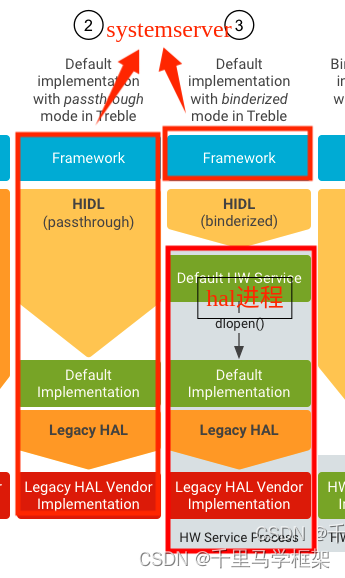 2
systemserver
3
Default
implementation
with passthrough
mode in Treble
Default
implementation
with binderized
mode in Treble
Bin
Framework
Framework
HIDL
(passthrough)
HIDL
(binderized)
Default HW Service
hal进程
dlopen()
Default
Implementation
Default
Implementation
Legacy HAL
Legacy HAL
Legacy HAL Vendor
Implementation
Legacy HAL Vendor
Implementation
HW
HW Service Process
CSDN @千
CSDN @千里马学框架